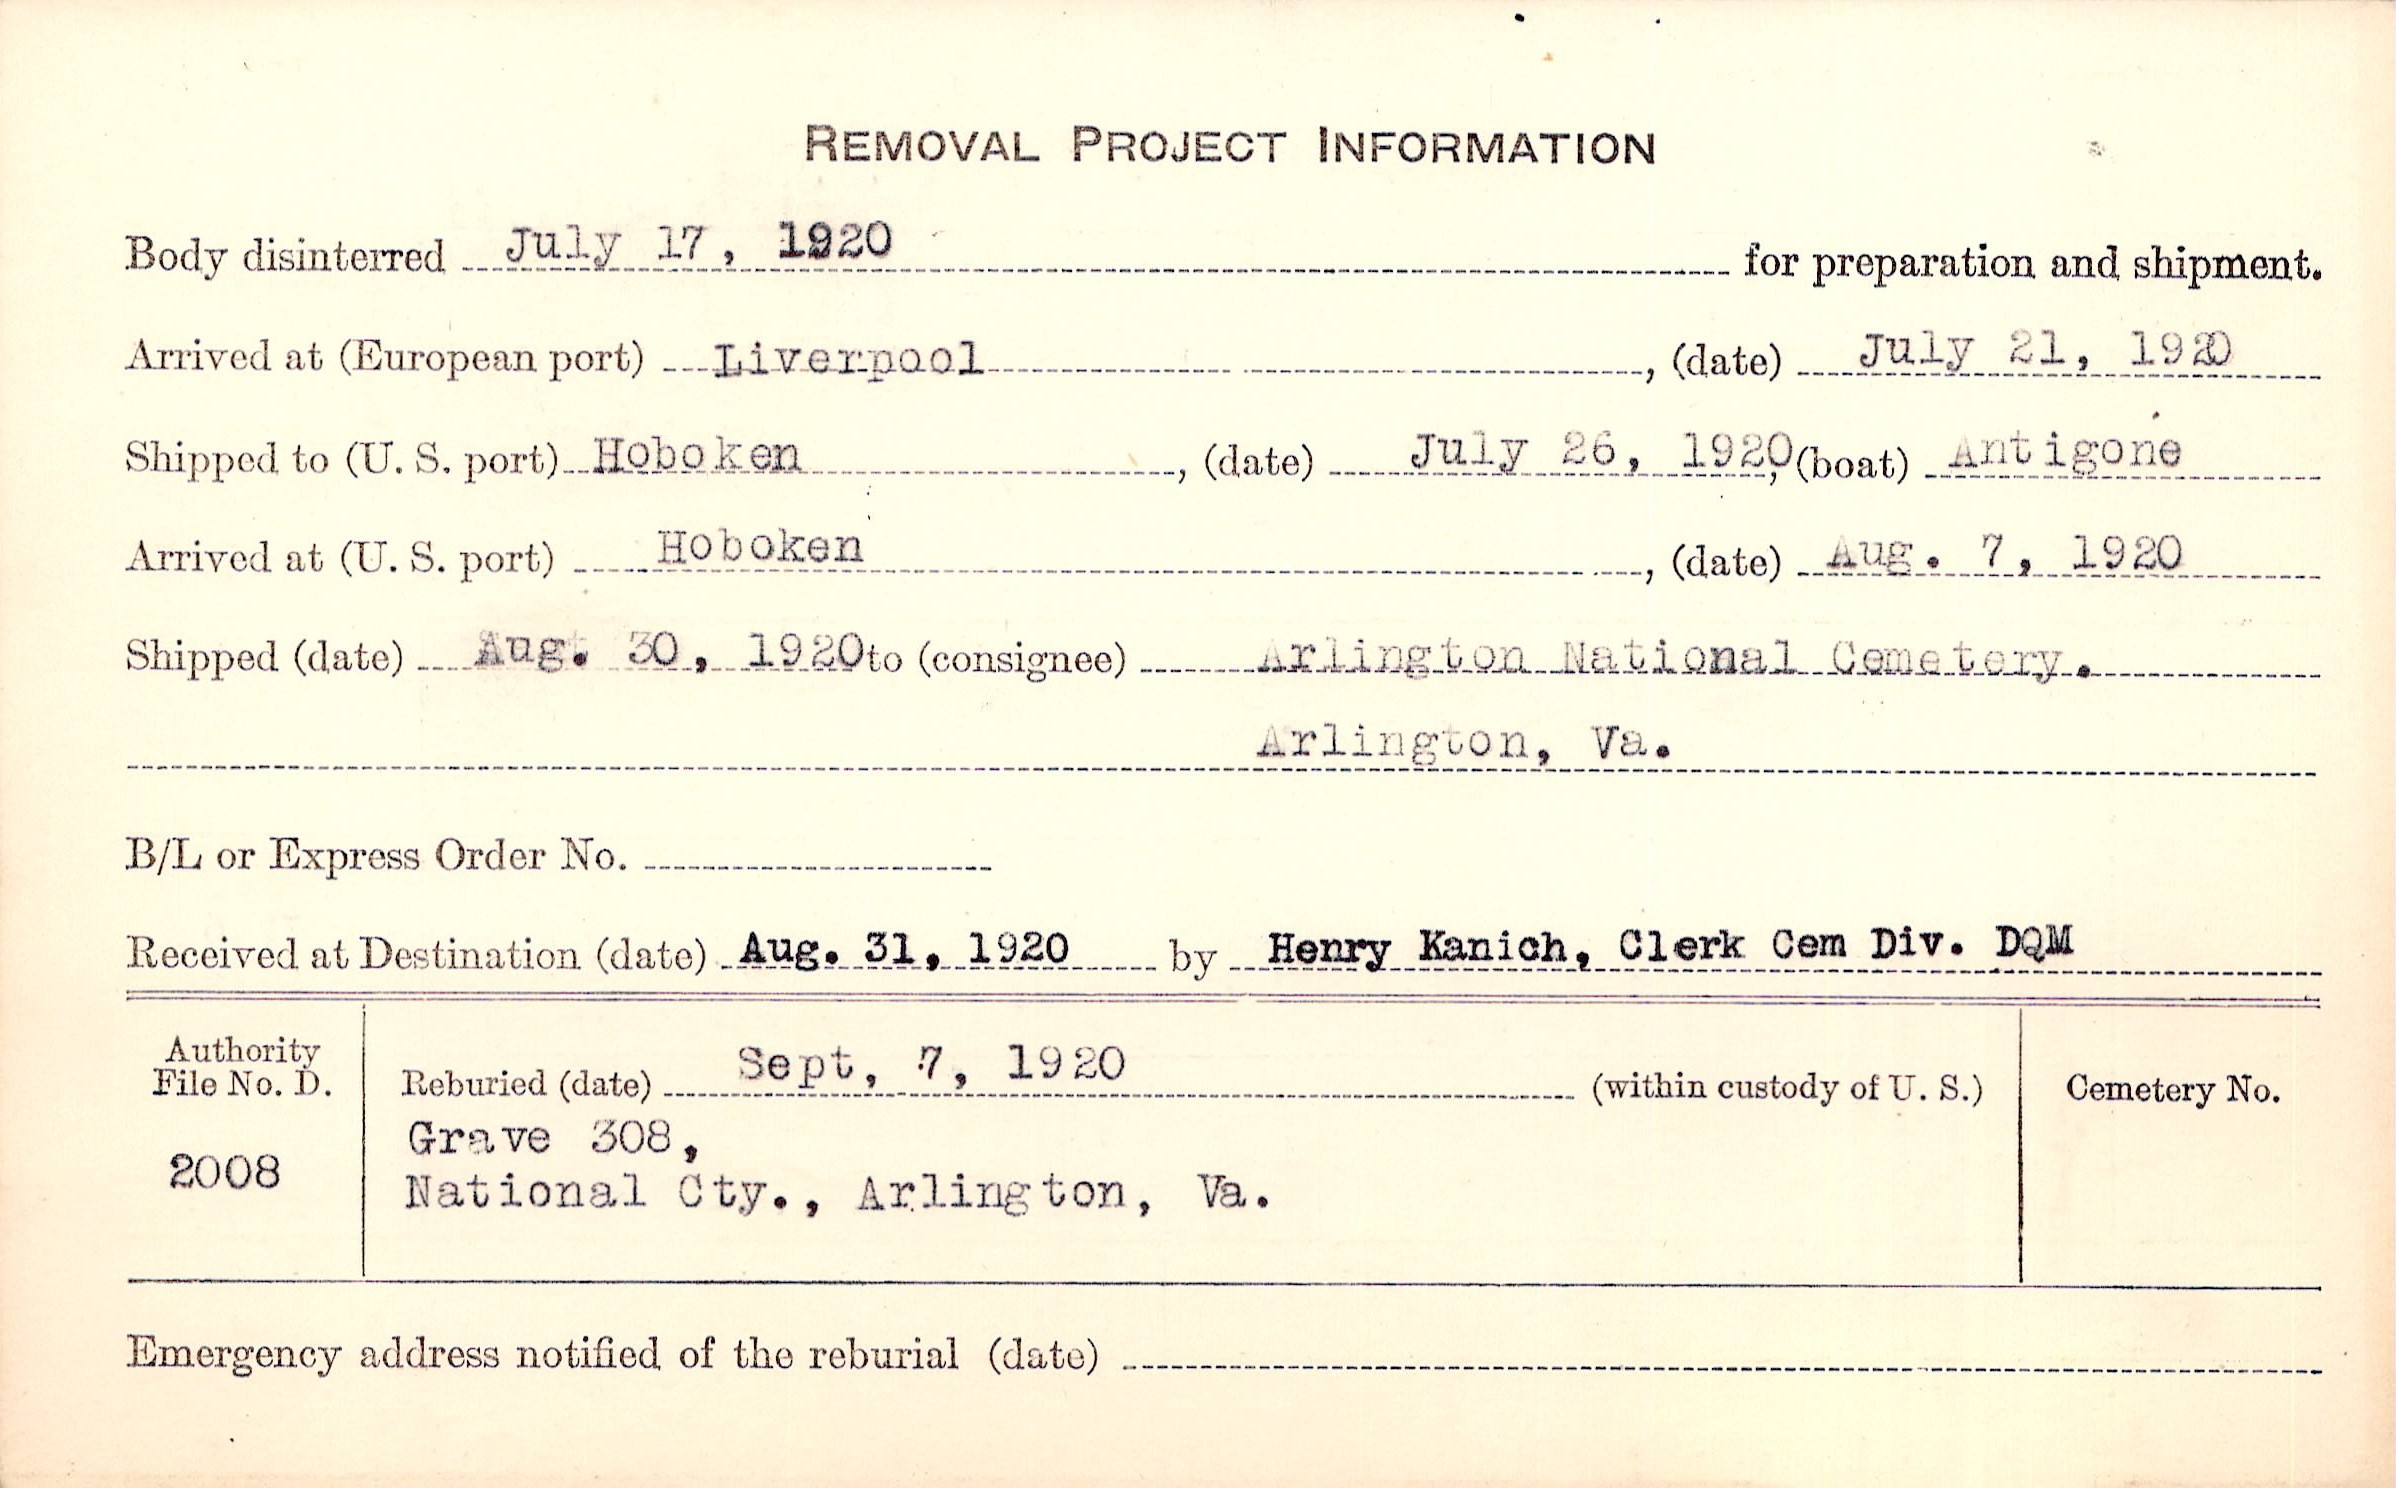 REMOVAL PROJECT INFORMATION
Body disinterred July 17, 1920 for preparation and shipment.
Arrived at (European port) Liverpool, (date) July 21, 1920
Shipped to (U. S. port) Hoboken, (date) July 26, 1920, (boat) Antigone
Arrived at (U. S. port) Hoboken, (date) Aug. 7, 1920
Shipped (date) Aug. 30, 1920 to (consignee) Arlington National Cemetery.
Arlington, Va.
B/L or Express Order No.
Received at Destination (date) Aug. 31, 1920 by Henry Kanich, Clerk Cem Div. DQM
Authority
File No. D.
2008
Reburied (date) Sept, 7, 1920 (within custody of U. S.)
Grave 308,
National Cty., Arlington, Va.
Cemetery No.
Emergency address notified of the reburial (date)